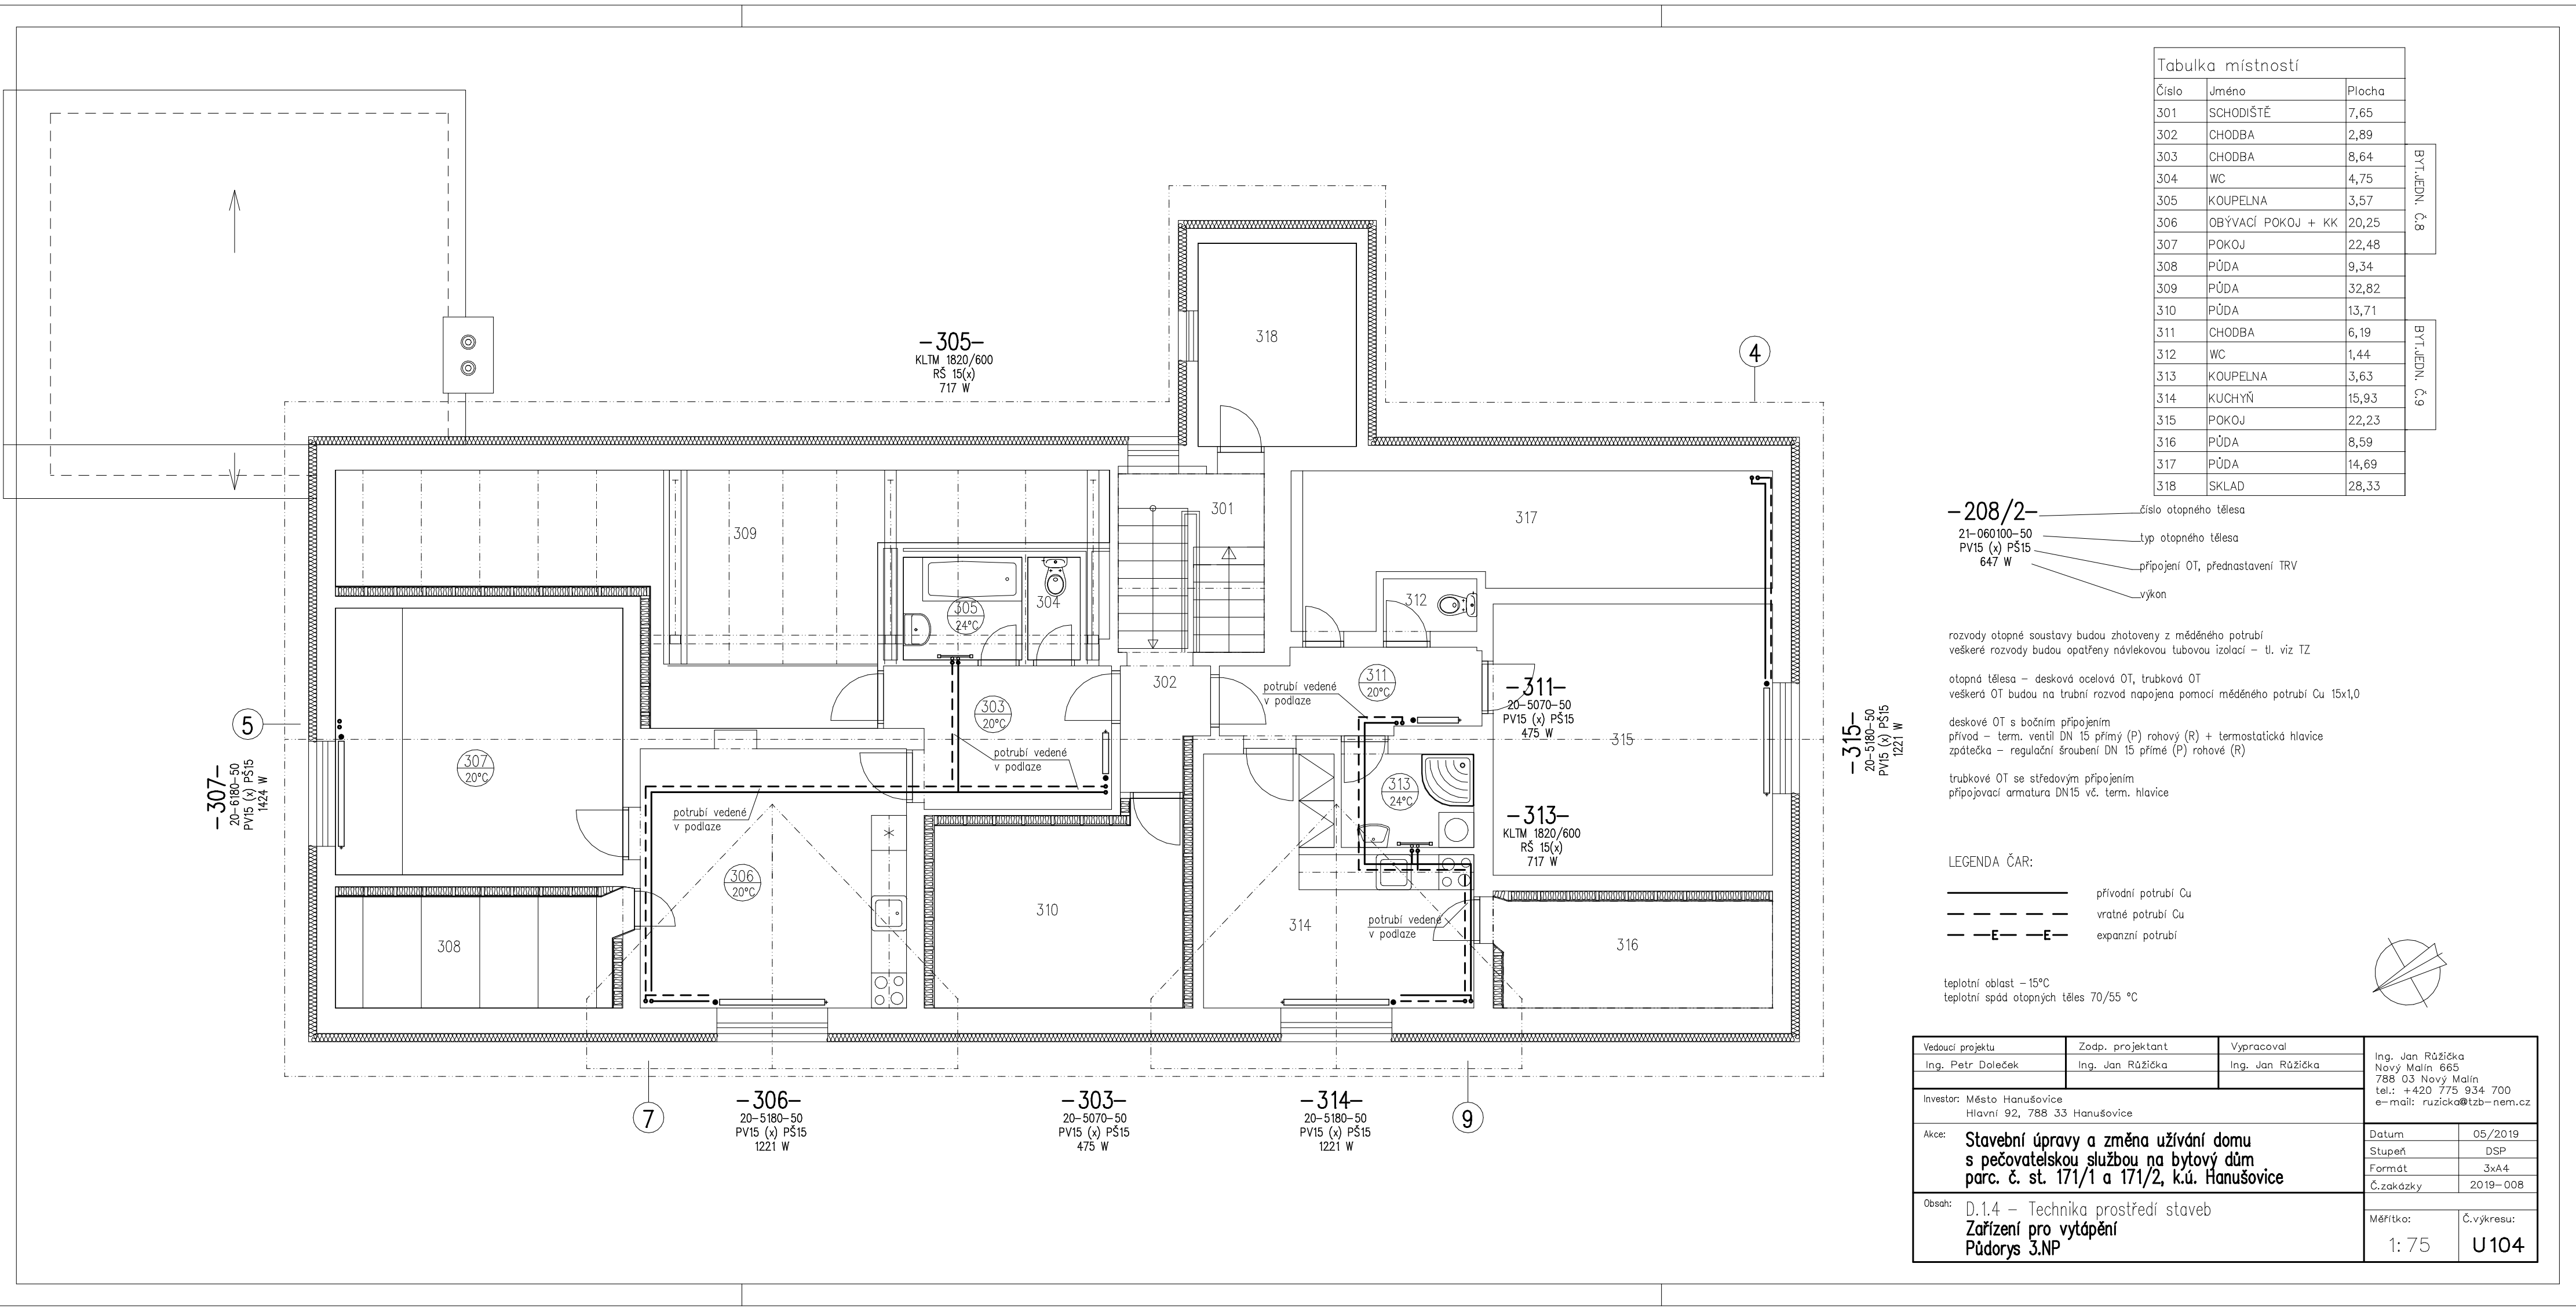 Tabulka místností
Číslo Jméno Plocha
301 SCHODIŠTĚ 7,65
302 CHODBA 2,89
303 CHODBA 8,64
304 WC 4,75
305 KOUPELNA 3,57
306 OBÝVACÍ POKOJ + KK 20,25
307 POKOJ 22,48
308 PŮDA 9,34
309 PŮDA 32,82
310 PŮDA 13,71
311 CHODBA 6,19
312 WC 1,44
313 KOUPELNA 3,63
314 KUCHYŇ 15,93
315 POKOJ 22,23
316 PŮDA 8,59
317 PŮDA 14,69
318 SKLAD 28,33
BYT.JEDN. Č.8
BYT.JEDN. Č.9
-305-
KLTM 1820/600
RŠ 15(x)
717 W
318
4
309
301
317
305
24°C
304
312
302
303
20°C
311
20°C
potrubí vedené
v podlaze
-311-
20-5070-50
PV15 (x) PŠ15
475 W
315
-315-
20-5180-50
PV15 (x) PŠ15
1221 W
5
-307-
20-6180-50
PV15 (x) PŠ15
1424 W
307
20°C
potrubí vedené
v podlaze
potrubí vedené
v podlaze
313
24°C
-313-
KLTM 1820/600
RŠ 15(x)
717 W
306
20°C
310
314
potrubí vedené
v podlaze
308
316
7
-306-
20-5180-50
PV15 (x) PŠ15
1221 W
-303-
20-5070-50
PV15 (x) PŠ15
475 W
-314-
20-5180-50
PV15 (x) PŠ15
1221 W
9
-208/2-
21-060100-50
PV15 (x) PŠ15
647 W
číslo otopného tělesa
typ otopného tělesa
připojení OT, přednastavení TRV
výkon
rozvody otopné soustavy budou zhotoveny z měděného potrubí
veškeré rozvody budou opatřeny návlekovou tubovou izolací - tl. viz TZ
otopná tělesa - desková ocelová OT, trubková OT
veškerá OT budou na trubní rozvod napojena pomocí měděného potrubí Cu 15x1,0
deskové OT s bočním připojením
přívod - term. ventil DN 15 přímý (P) rohový (R) + termostatická hlavice
zpátečka - regulační šroubení DN 15 přímé (P) rohové (R)
trubkové OT se středovým připojením
připojovací armatura DN15 vč. term. hlavice
LEGENDA ČAR:
přívodní potrubí Cu
vratné potrubí Cu
E E expanzní potrubí
teplotní oblast -15°C
teplotní spád otopných těles 70/55 °C
Vedoucí projektu Zodp. projektant Vypracoval
Ing. Petr Doleček Ing. Jan Růžička Ing. Jan Růžička
Ing. Jan Růžička
Nový Malín 665
788 03 Nový Malín
tel.: +420 775 934 700
e-mail: ruzicka@tzb-nem.cz
Investor: Město Hanušovice
Hlavní 92, 788 33 Hanušovice
Akce: Stavební úpravy a změna užívání domu
s pečovatelskou službou na bytový dům
parc. č. st. 171/1 a 171/2, k.ú. Hanušovice
Datum 05/2019
Stupeň DSP
Formát 3xA4
Č.zakázky 2019-008
Obsah: D.1.4 - Technika prostředí staveb
Zařízení pro vytápění
Půdorys 3.NP
Měřítko: Č.výkresu:
1:75 U104